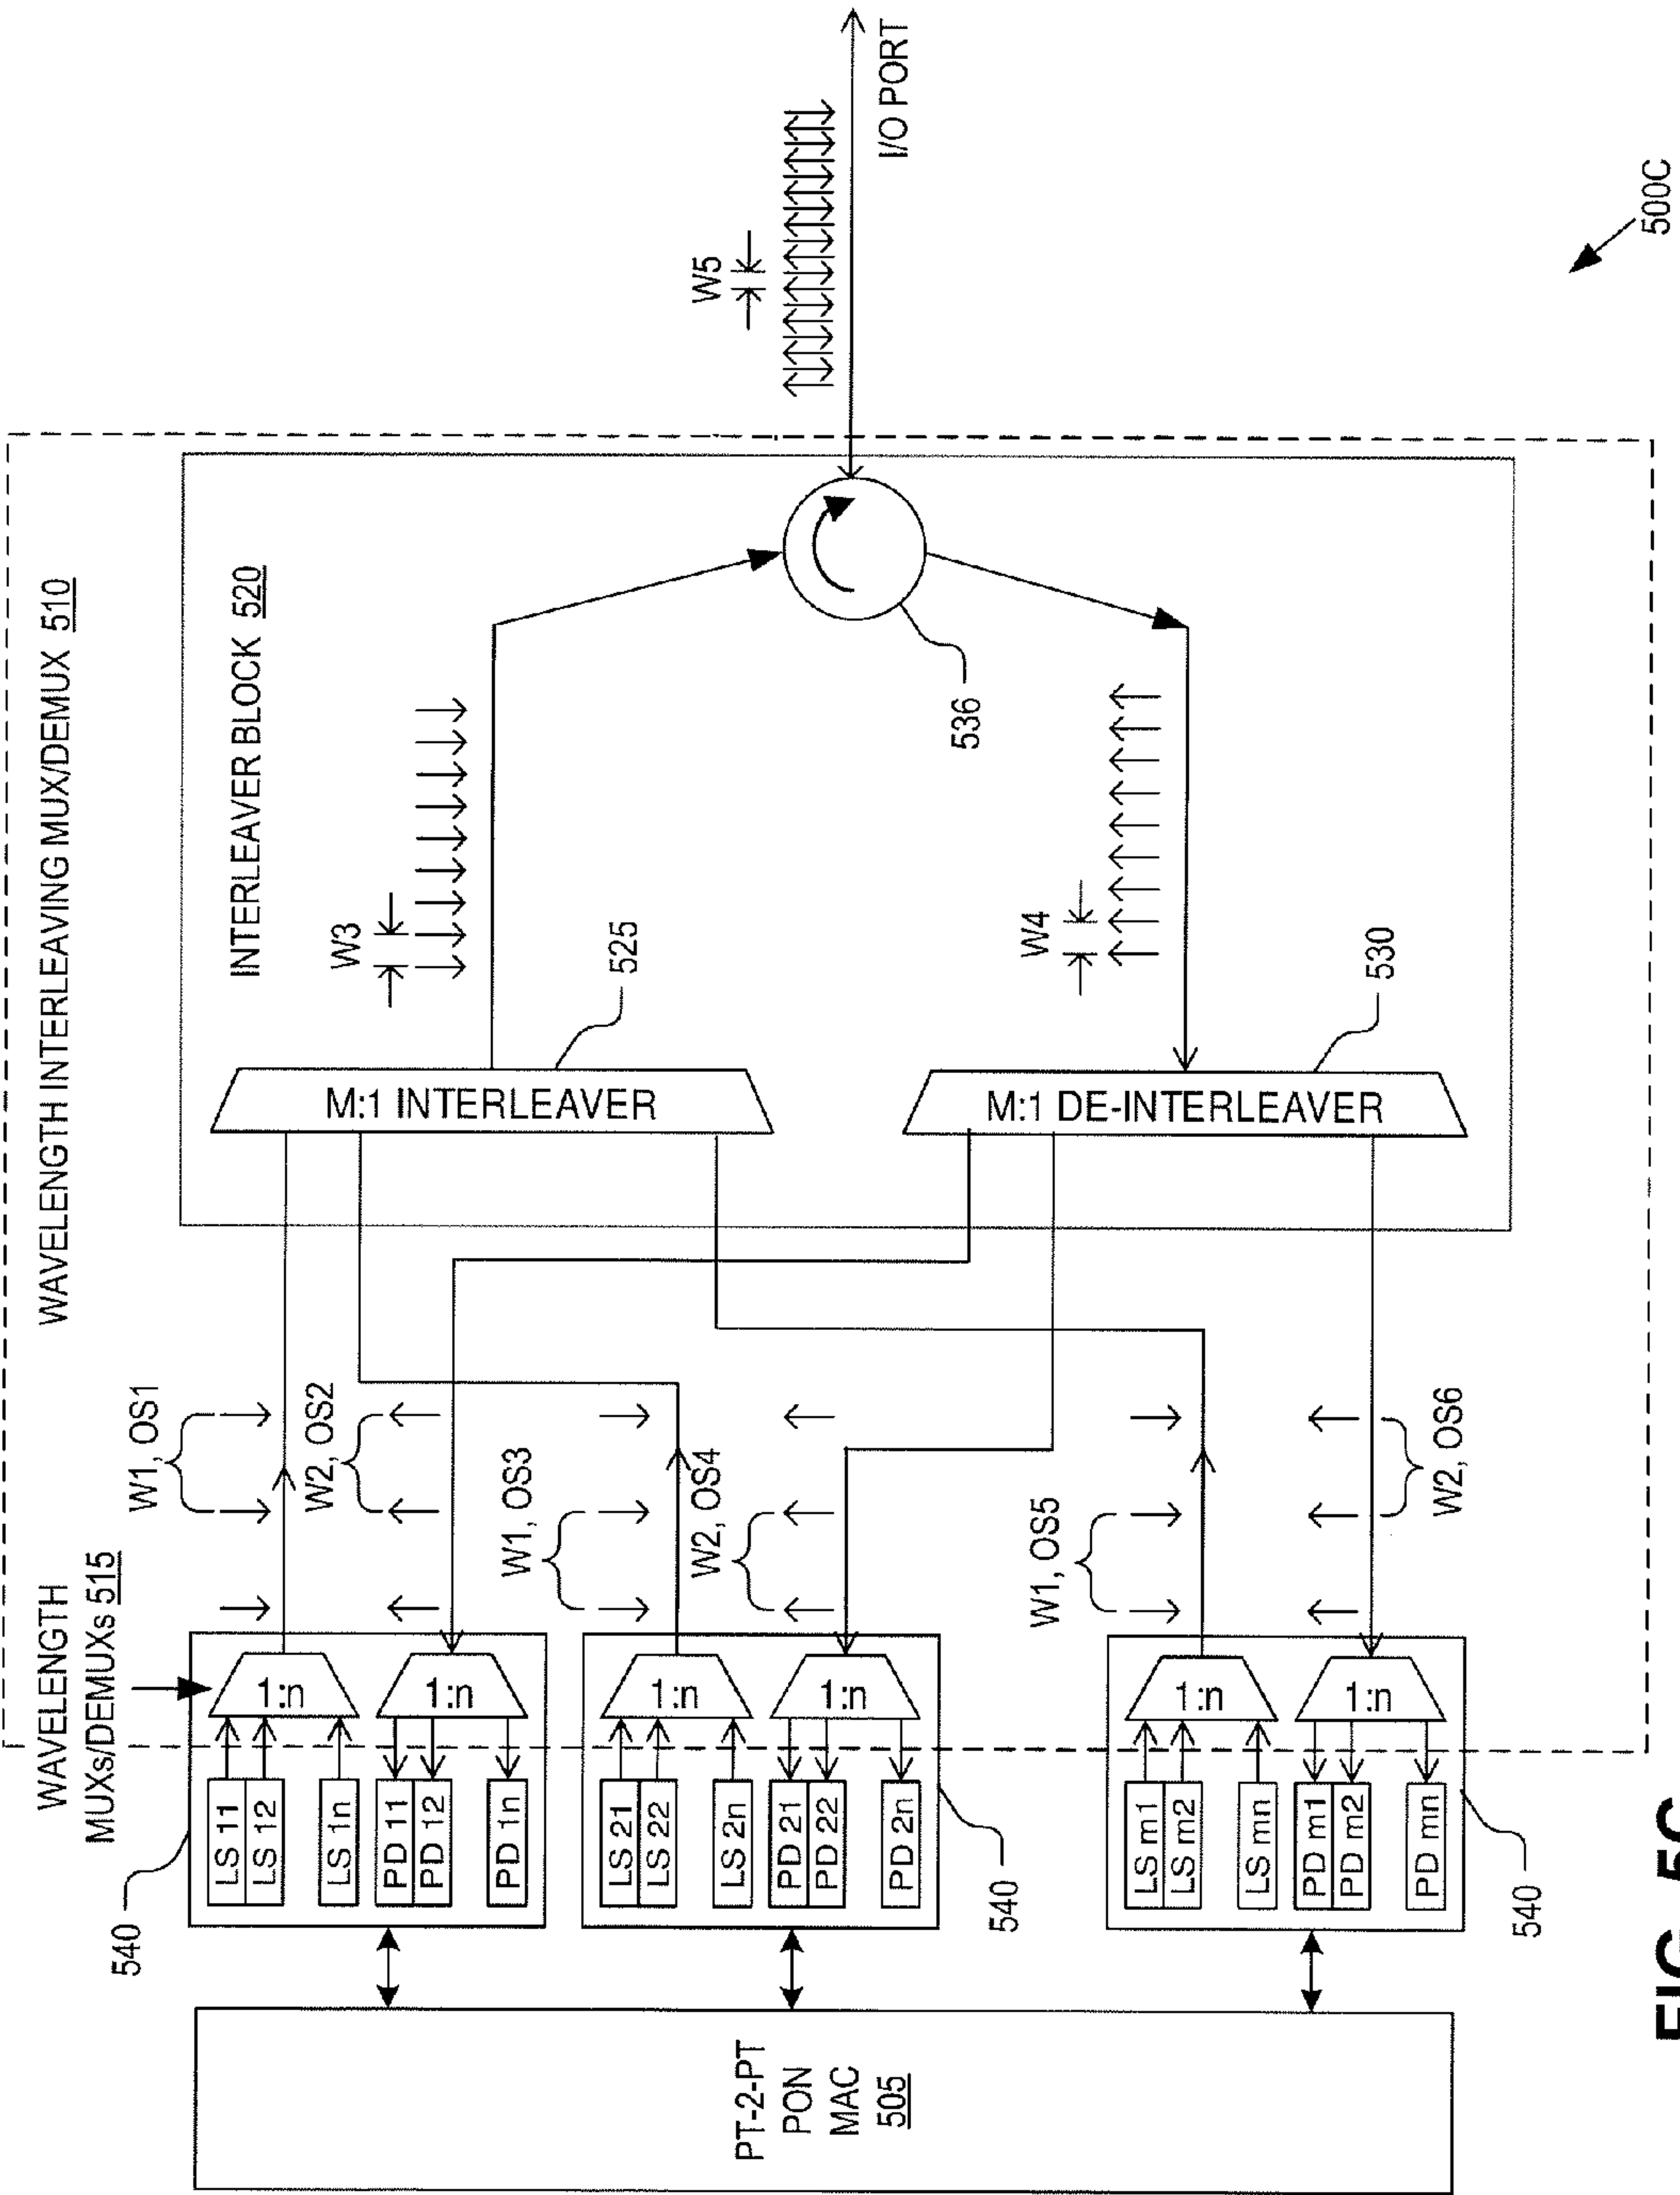 WAVELENGTH INTERLEAVING MUX/DEMUX 510
WAVELENGTH
MUXs/DEMUXs 515
INTERLEAVER BLOCK 520
PT-2-PT
PON
MAC
505
540
LS 11
LS 12
LS 1n
PD 11
PD 12
PD 1n
1:n
1:n
W1, OS1
W2, OS2
540
LS 21
LS 22
LS 2n
PD 21
PD 22
PD 2n
1:n
1:n
W1, OS3
W2, OS4
540
LS m1
LS m2
LS mn
PD m1
PD m2
PD mn
1:n
1:n
W1, OS5
W2, OS6
M:1 INTERLEAVER
525
W3
M:1 DE-INTERLEAVER
530
W4
536
W5
I/O PORT
500C
FIG. 5C